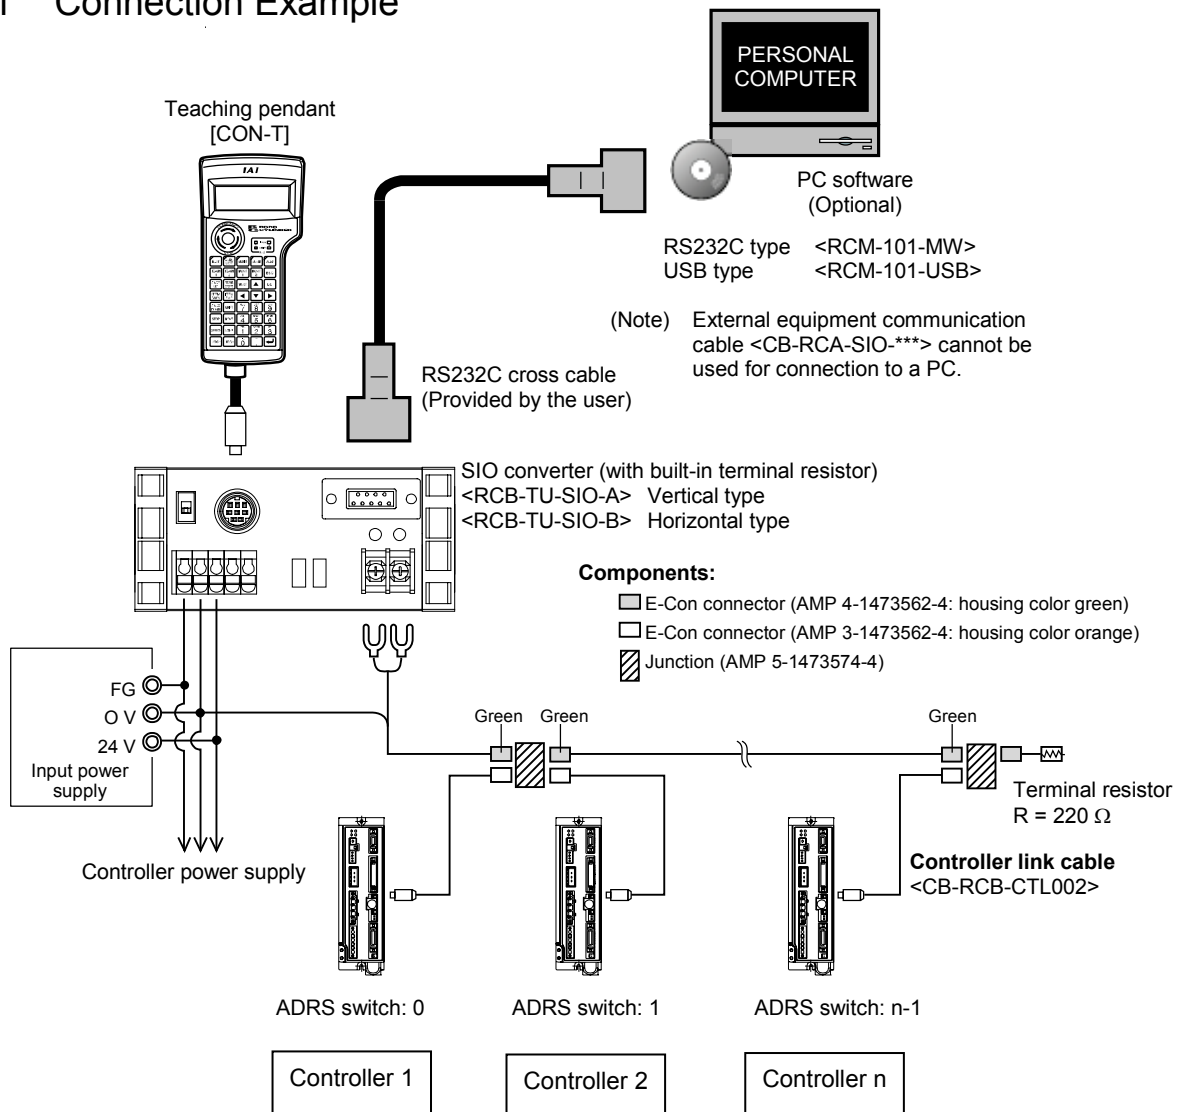 Connection Example
PERSONAL
COMPUTER
Teaching pendant
[CON-T]
IAI
PC software
(Optional)
RS232C type <RCM-101-MW>
USB type <RCM-101-USB>
(Note) External equipment communication
cable <CB-RCA-SIO-***> cannot be
used for connection to a PC.
RS232C cross cable
(Provided by the user)
SIO converter (with built-in terminal resistor)
<RCB-TU-SIO-A> Vertical type
<RCB-TU-SIO-B> Horizontal type
Components:
E-Con connector (AMP 4-1473562-4: housing color green)
E-Con connector (AMP 3-1473562-4: housing color orange)
Junction (AMP 5-1473574-4)
FG
O V
24 V
Input power
supply
Green Green Green
Terminal resistor
R = 220 Ω
Controller power supply
Controller link cable
<CB-RCB-CTL002>
ADRS switch: 0 ADRS switch: 1 ADRS switch: n-1
Controller 1 Controller 2 Controller n